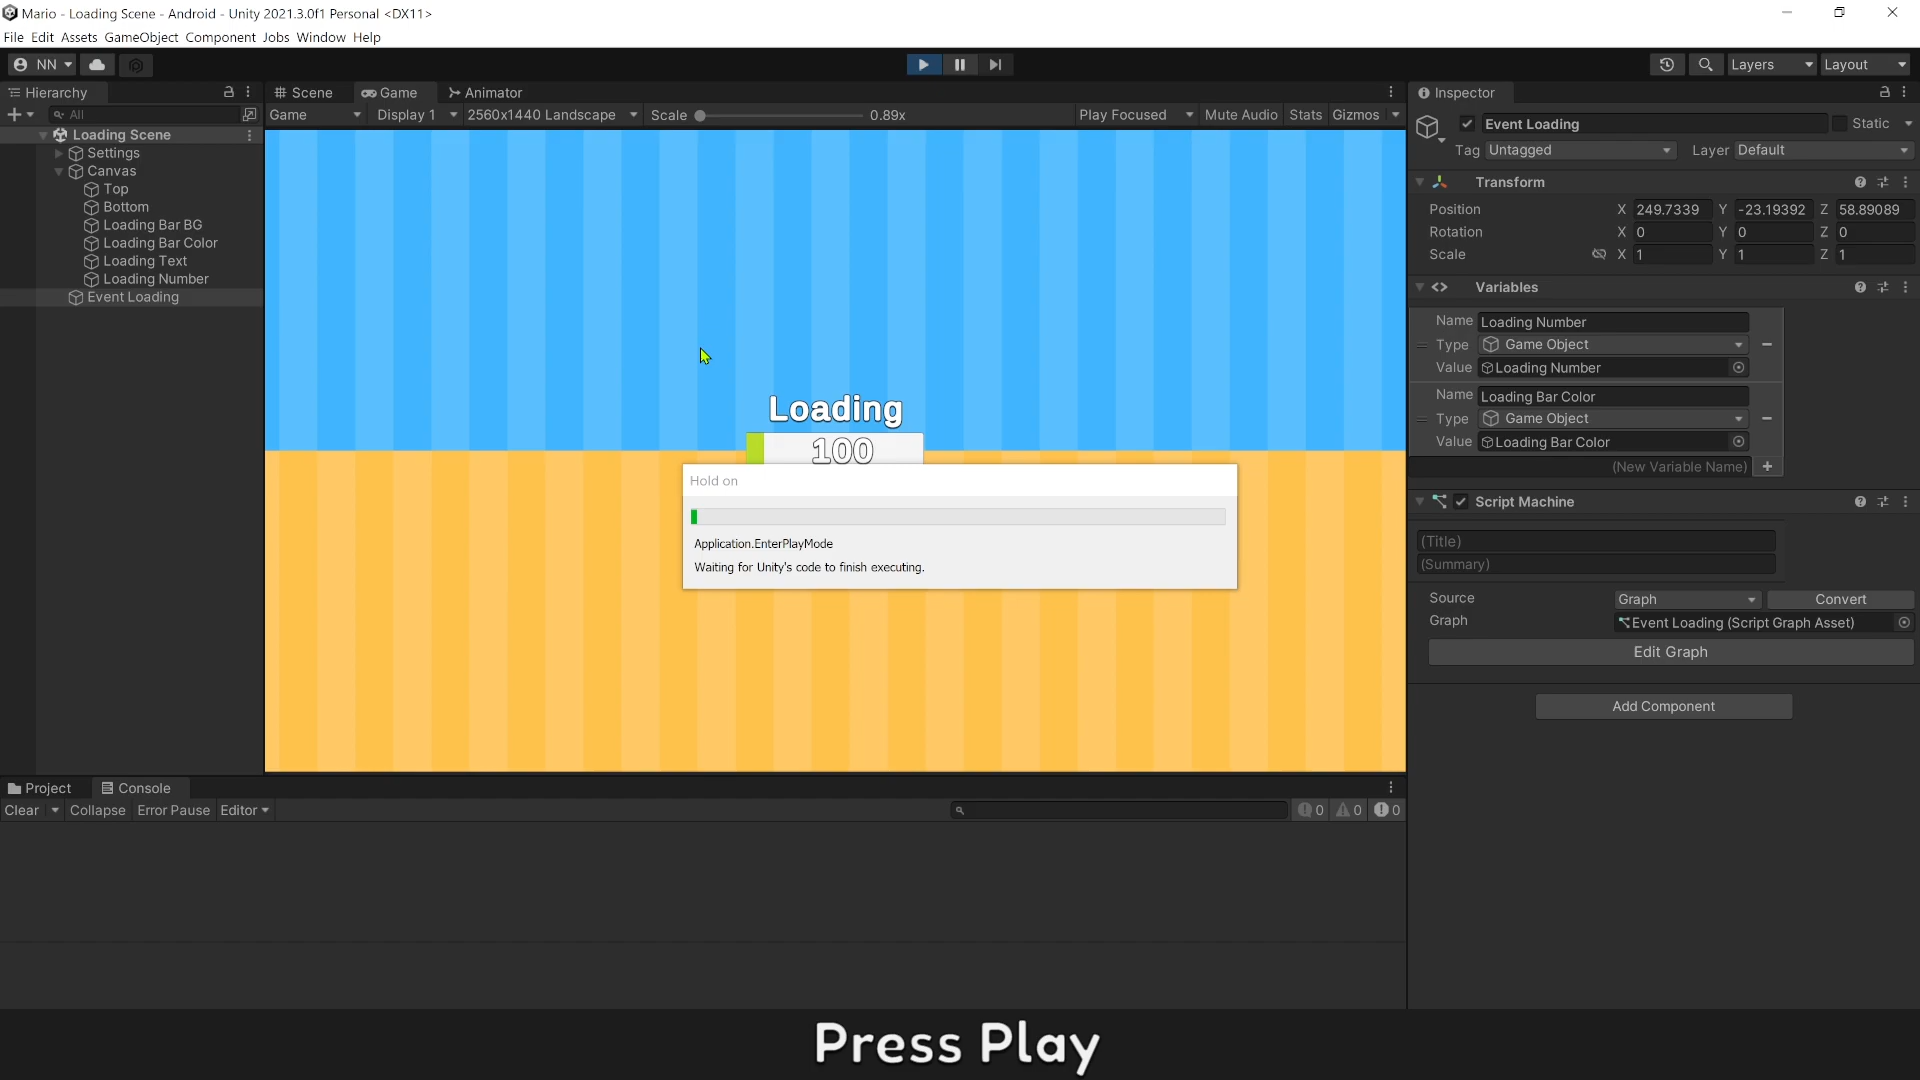 Mario - Loading Scene - Android - Unity 2021.3.0f1 Personal <DX11>
File Edit Assets GameObject Component Jobs Window Help
NN
Layers
Layout
Hierarchy
All
Loading Scene
Settings
Canvas
Top
Bottom
Loading Bar BG
Loading Bar Color
Loading Text
Loading Number
Event Loading
Scene
Game
Animator
Game
Display 1
2560x1440 Landscape
Scale
0.89x
Play Focused
Mute Audio
Stats
Gizmos
Loading
100
Hold on
Application.EnterPlayMode
Waiting for Unity's code to finish executing.
Inspector
Event Loading
Static
Tag Untagged
Layer Default
Transform
Position X 249.7339 Y -23.19392 Z 58.89089
Rotation X 0 Y 0 Z 0
Scale X 1 Y 1 Z 1
Variables
Name Loading Number
Type Game Object
Value Loading Number
Name Loading Bar Color
Type Game Object
Value Loading Bar Color
(New Variable Name)
Script Machine
(Title)
(Summary)
Source Graph Convert
Graph Event Loading (Script Graph Asset)
Edit Graph
Add Component
Project
Console
Clear Collapse Error Pause Editor
0 0 0
Press Play